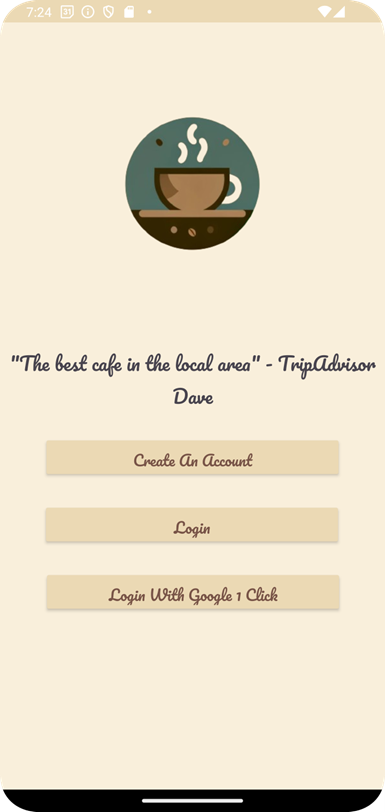 7:24
31
"The best cafe in the local area" - TripAdvisor
Dave
Create An Account
Login
Login With Google 1 Click